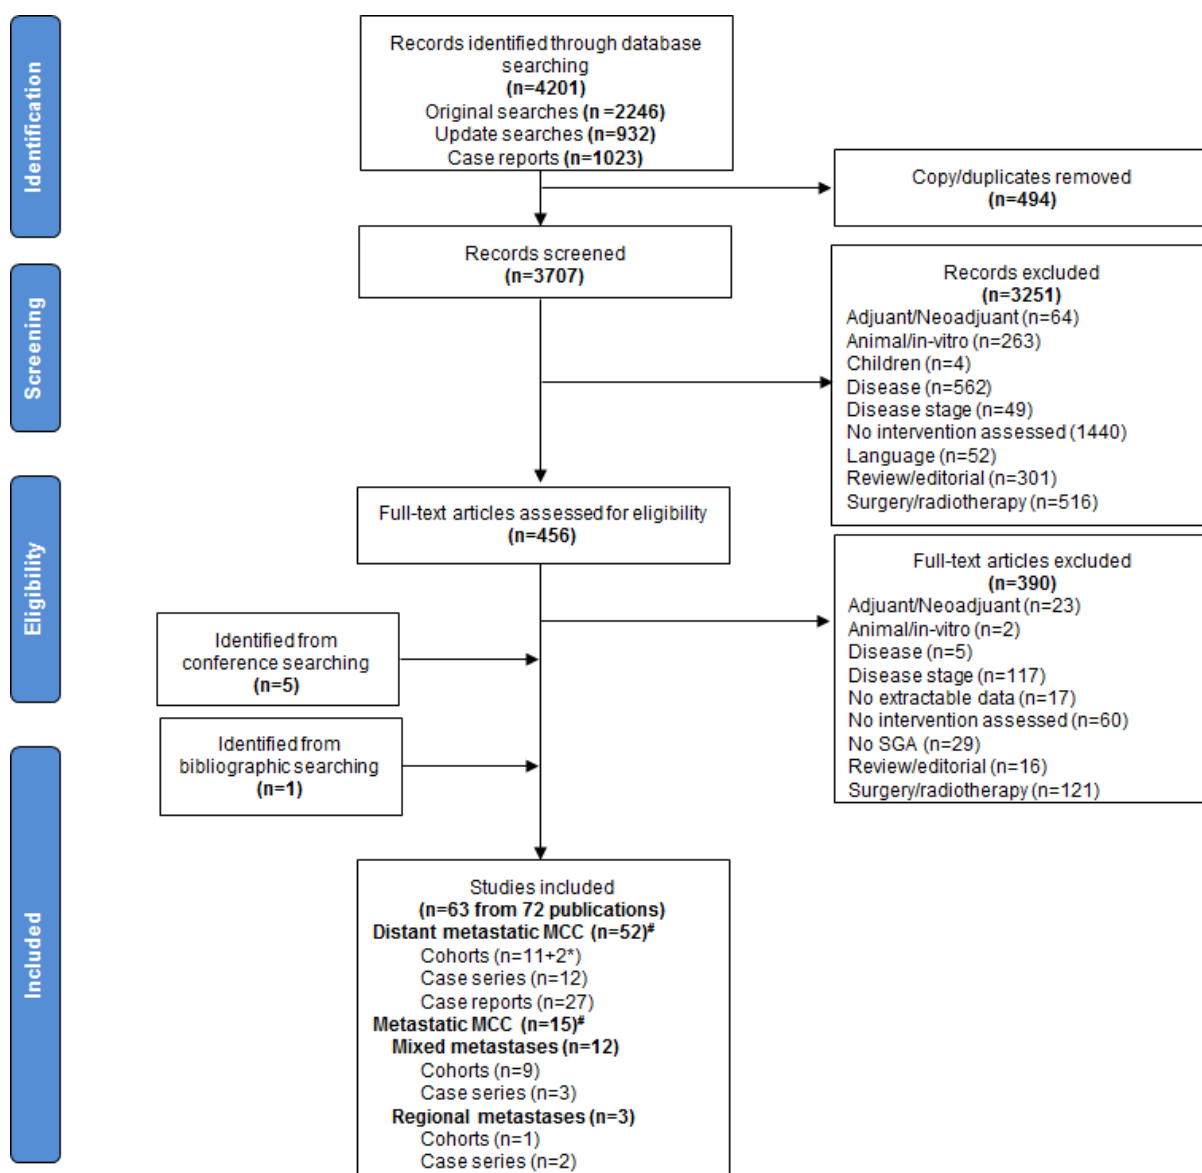 Identification
Records identified through database
searching
(n=4201)
Original searches (n =2246)
Update searches (n=932)
Case reports (n=1023)
Copy/duplicates removed
(n=494)
Records screened
(n=3707)
Screening
Records excluded
(n=3251)
Adjuant/Neoadjuant (n=64)
Animal/in-vitro (n=263)
Children (n=4)
Disease (n=562)
Disease stage (n=49)
No intervention assessed (1440)
Language (n=52)
Review/editorial (n=301)
Surgery/radiotherapy (n=516)
Eligibility
Full-text articles assessed for eligibility
(n=456)
Full-text articles excluded
(n=390)
Adjuant/Neoadjuant (n=23)
Animal/in-vitro (n=2)
Disease (n=5)
Disease stage (n=117)
No extractable data (n=17)
No intervention assessed (n=60)
No SGA (n=29)
Review/editorial (n=16)
Surgery/radiotherapy (n=121)
Identified from
conference searching
(n=5)
Identified from
bibliographic searching
(n=1)
Included
Studies included
(n=63 from 72 publications)
Distant metastatic MCC (n=52)#
Cohorts (n=11+2*)
Case series (n=12)
Case reports (n=27)
Metastatic MCC (n=15)#
Mixed metastases (n=12)
Cohorts (n=9)
Case series (n=3)
Regional metastases (n=3)
Cohorts (n=1)
Case series (n=2)